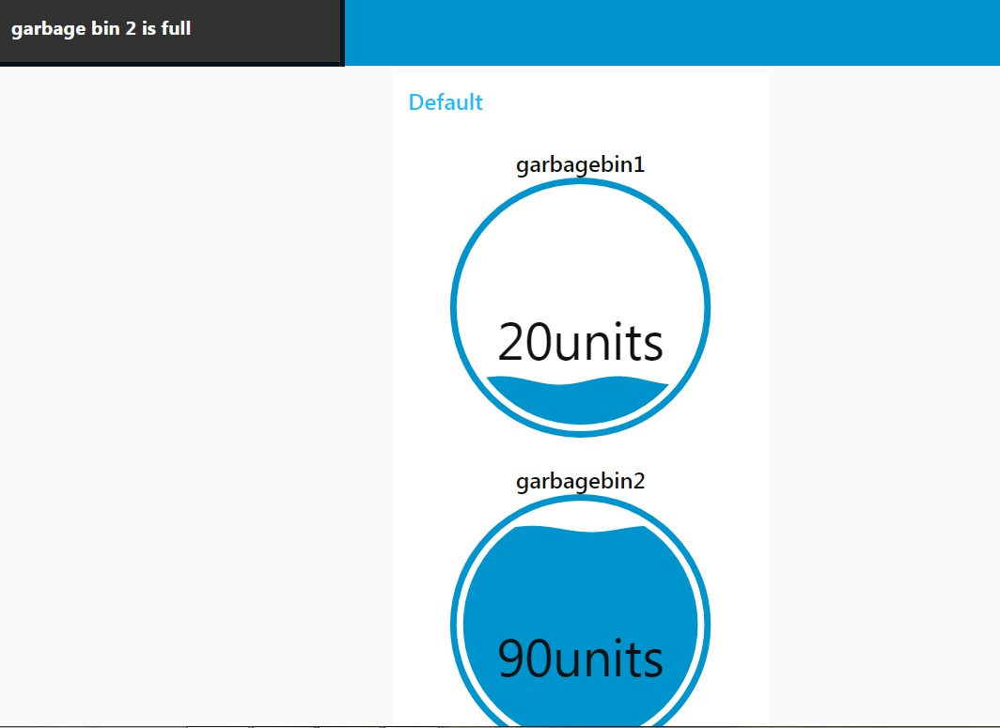 garbage bin 2 is full
Default
garbagebin1
20units
garbagebin2
90units